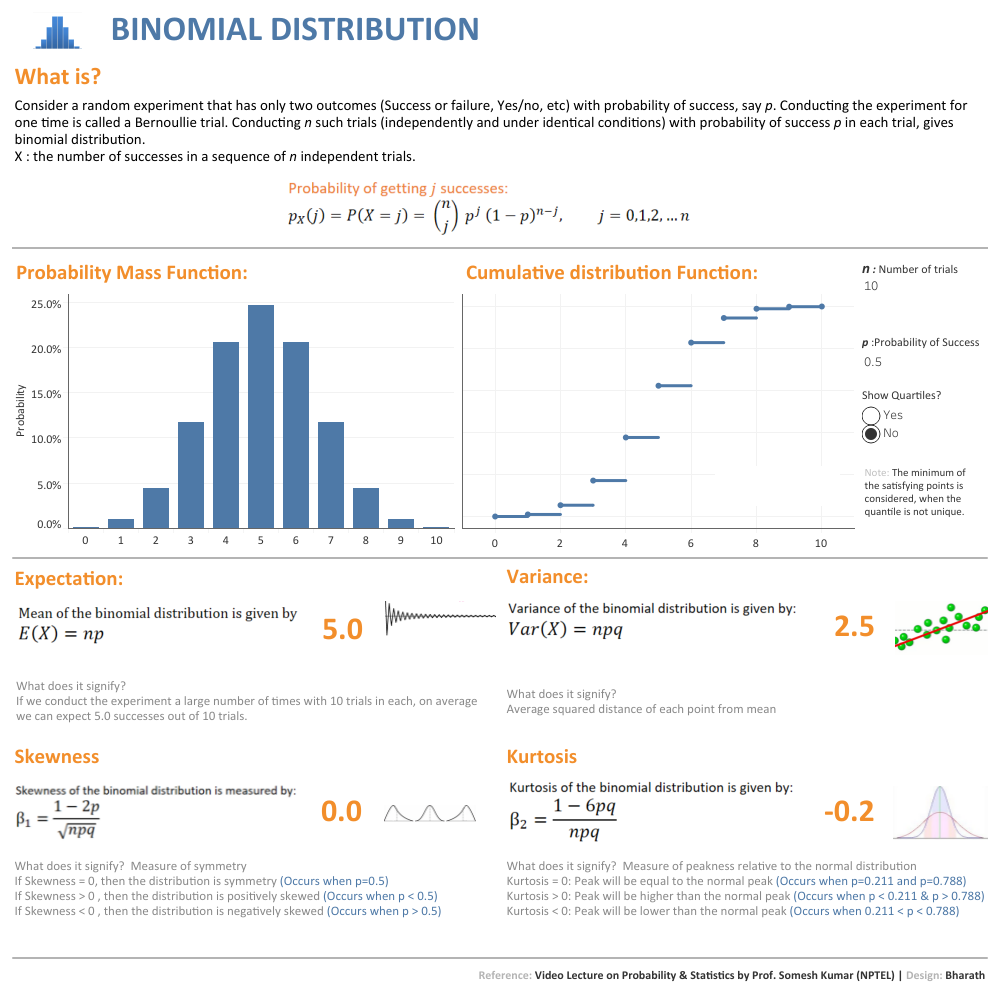 BINOMIAL DISTRIBUTION
What is?
Consider a random experiment that has only two outcomes (Success or failure, Yes/no, etc) with probability of success, say p. Conducting the experiment for
one time is called a Bernoullie trial. Conducting n such trials (independently and under identical conditions) with probability of success p in each trial, gives
binomial distribution.
X : the number of successes in a sequence of n independent trials.
Probability of getting j successes:
p_X(j) = P(X = j) = (n j) p^j (1 − p)^{n−j},    j = 0,1,2, … n
Probability Mass Function:
Probability
25.0%
20.0%
15.0%
10.0%
5.0%
0.0%
0 1 2 3 4 5 6 7 8 9 10
Cumulative distribution Function:
0 2 4 6 8 10
n : Number of trials
10
p :Probability of Success
0.5
Show Quartiles?
Yes
No
Note: The minimum of
the satisfying points is
considered, when the
quantile is not unique.
Expectation:
Mean of the binomial distribution is given by
E(X) = np
5.0
What does it signify?
If we conduct the experiment a large number of times with 10 trials in each, on average
we can expect 5.0 successes out of 10 trials.
Variance:
Variance of the binomial distribution is given by:
Var(X) = npq
2.5
What does it signify?
Average squared distance of each point from mean
Skewness
Skewness of the binomial distribution is measured by:
β₁ = (1 − 2p) / √npq
0.0
What does it signify? Measure of symmetry
If Skewness = 0, then the distribution is symmetry (Occurs when p=0.5)
If Skewness > 0 , then the distribution is positively skewed (Occurs when p < 0.5)
If Skewness < 0 , then the distribution is negatively skewed (Occurs when p > 0.5)
Kurtosis
Kurtosis of the binomial distribution is given by:
β₂ = (1 − 6pq) / npq
-0.2
What does it signify? Measure of peakness relative to the normal distribution
Kurtosis = 0: Peak will be equal to the normal peak (Occurs when p=0.211 and p=0.788)
Kurtosis > 0: Peak will be higher than the normal peak (Occurs when p < 0.211 & p > 0.788)
Kurtosis < 0: Peak will be lower than the normal peak (Occurs when 0.211 < p < 0.788)
Reference: Video Lecture on Probability & Statistics by Prof. Somesh Kumar (NPTEL) | Design: Bharath